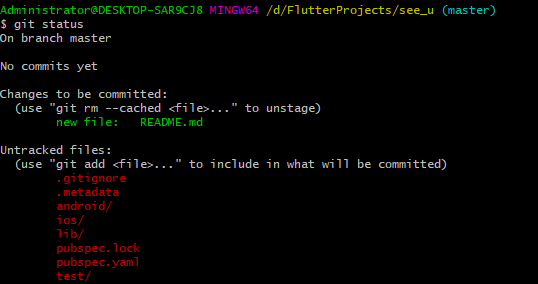 Administrator@DESKTOP-SAR9CJ8 MINGW64 /d/FlutterProjects/see_u (master)
$ git status
On branch master

No commits yet

Changes to be committed:
  (use "git rm --cached <file>..." to unstage)
        new file:   README.md

Untracked files:
  (use "git add <file>..." to include in what will be committed)
        .gitignore
        .metadata
        android/
        ios/
        lib/
        pubspec.lock
        pubspec.yaml
        test/